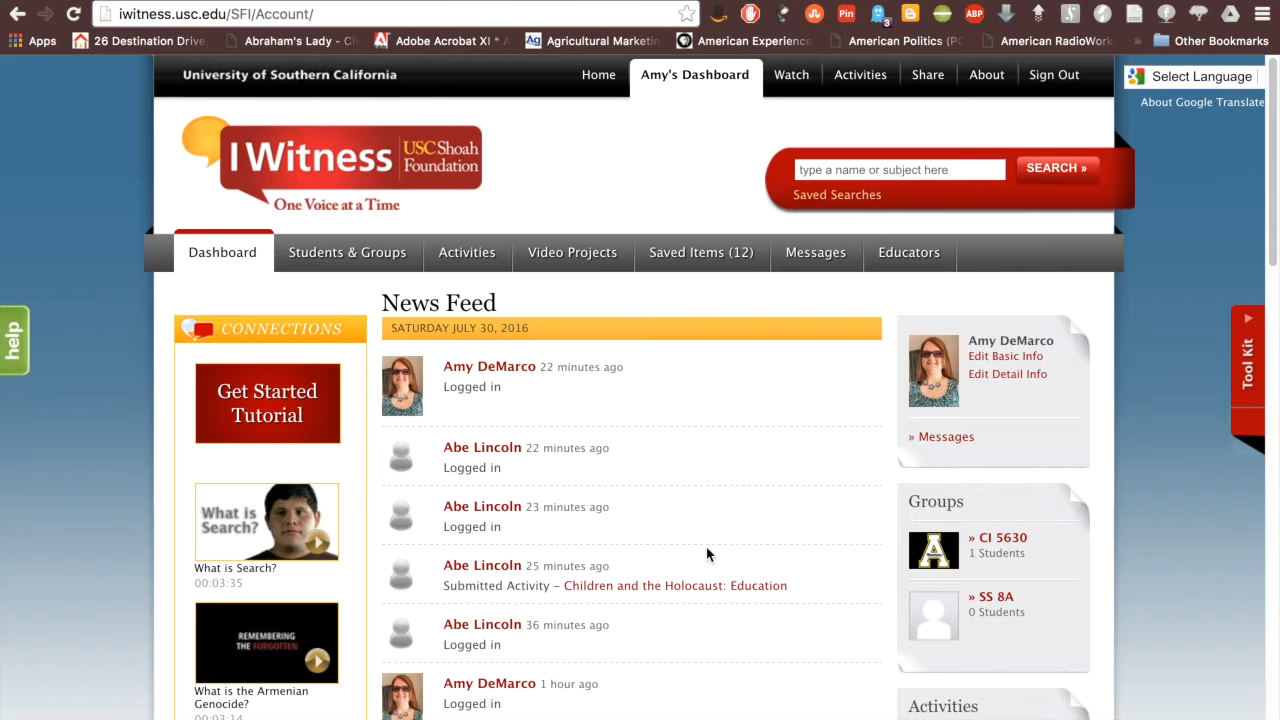 iwitness.usc.edu/SFI/Account/
Apps
26 Destination Drive,
Abraham's Lady - C
Adobe Acrobat XI *
Agricultural Marketi
American Experience
American Politics (P
American RadioWor
» Other Bookmarks
University of Southern California
Home
Amy's Dashboard
Watch
Activities
Share
About
Sign Out
Select Language
About Google Translate
I Witness
USC Shoah
Foundation
One Voice at a Time
type a name or subject here
SEARCH »
Saved Searches
Dashboard
Students & Groups
Activities
Video Projects
Saved Items (12)
Messages
Educators
help
Tool Kit
CONNECTIONS
Get Started
Tutorial
What is
Search?
What is Search?
00:03:35
REMEMBERING
THE FORGOTTEN
What is the Armenian
Genocide?
00:03:14
News Feed
SATURDAY JULY 30, 2016
Amy DeMarco 22 minutes ago
Logged in
Abe Lincoln 22 minutes ago
Logged in
Abe Lincoln 23 minutes ago
Logged in
Abe Lincoln 25 minutes ago
Submitted Activity – Children and the Holocaust: Education
Abe Lincoln 36 minutes ago
Logged in
Amy DeMarco 1 hour ago
Logged in
Amy DeMarco
Edit Basic Info
Edit Detail Info
» Messages
Groups
A
» CI 5630
1 Students
» SS 8A
0 Students
Activities